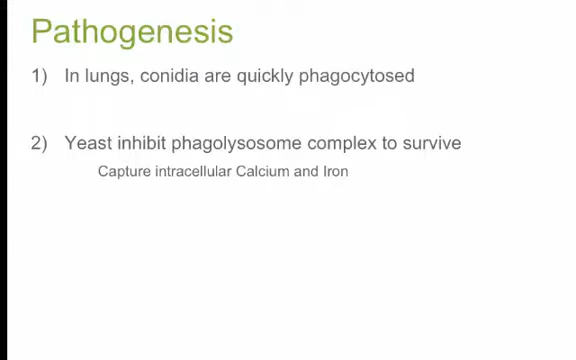 Pathogenesis
1) In lungs, conidia are quickly phagocytosed
2) Yeast inhibit phagolysosome complex to survive
Capture intracellular Calcium and Iron